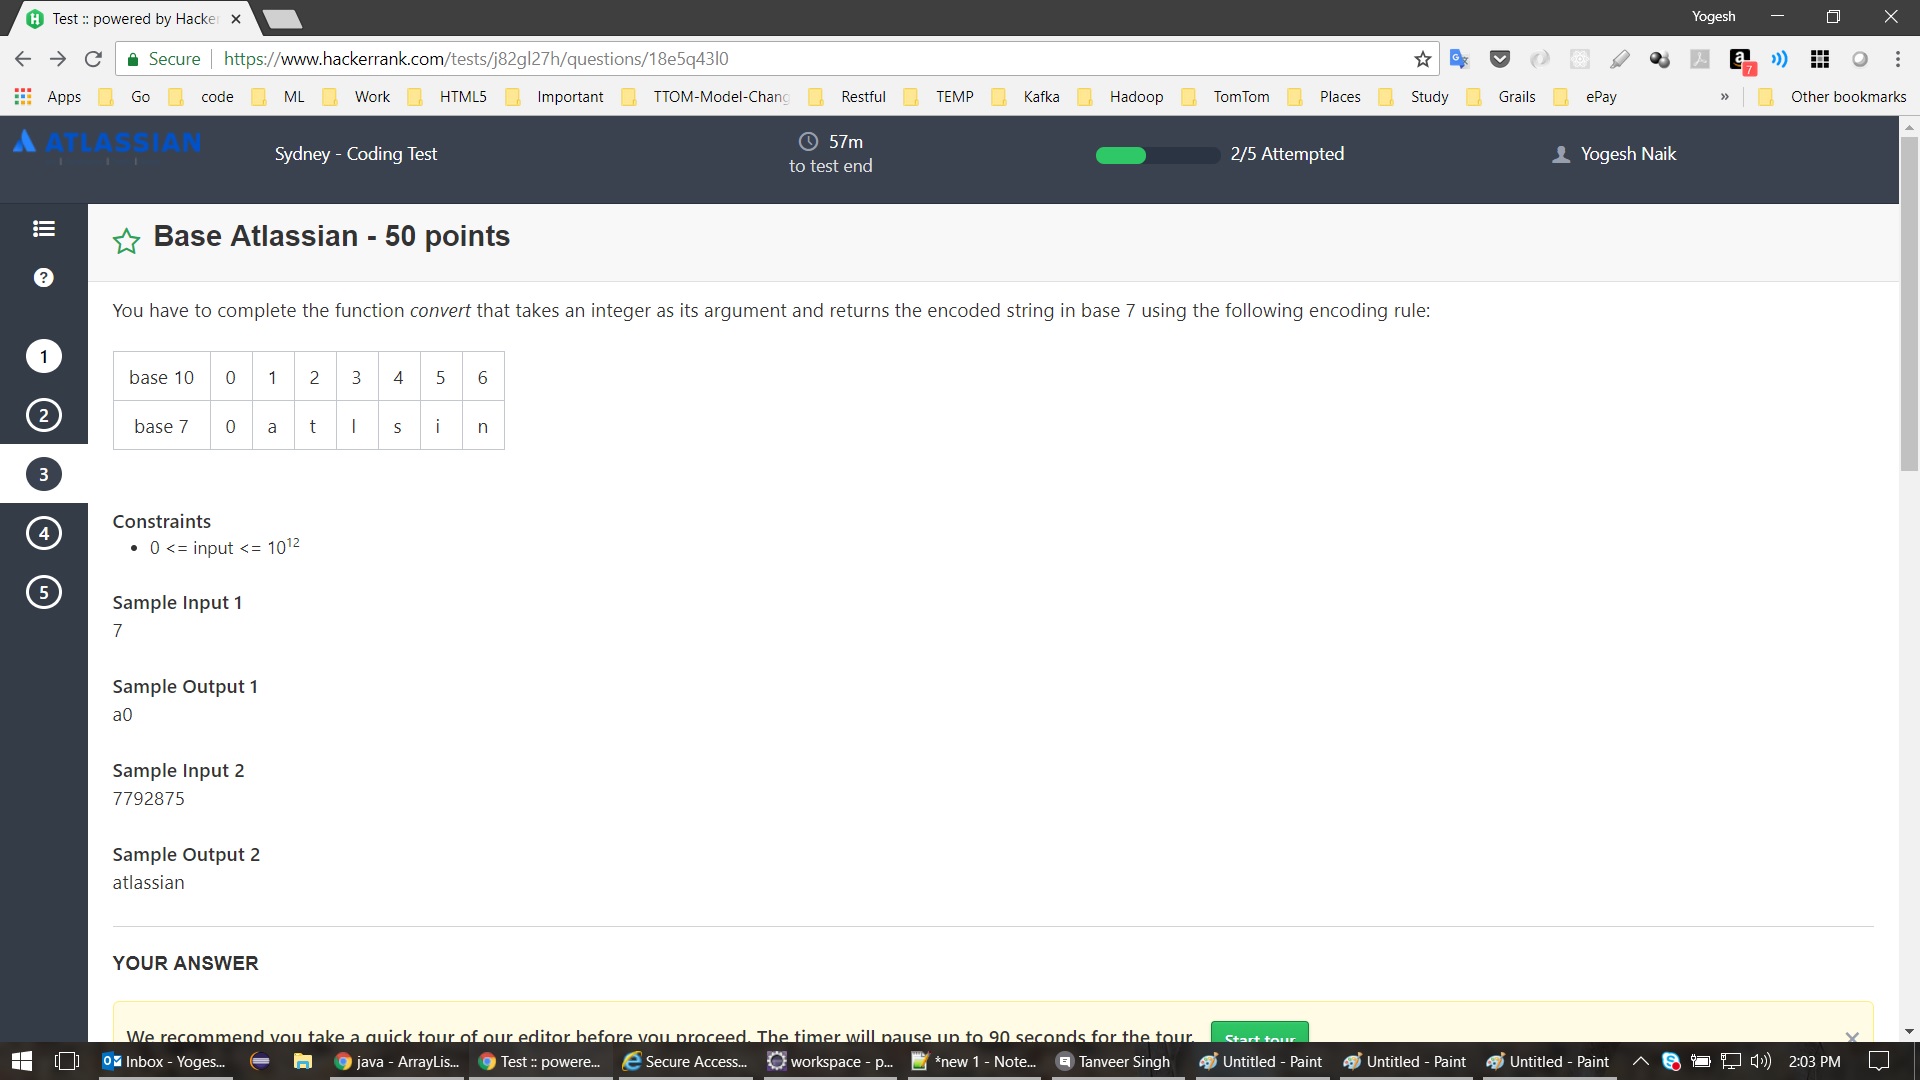 Test :: powered by Hacke
Yogesh
Secure
https://www.hackerrank.com/tests/j82gl27h/questions/18e5q43l0
7
Apps Go code ML Work HTML5 Important TTOM-Model-Chang Restful TEMP Kafka Hadoop TomTom Places Study Grails ePay » Other bookmarks
ATLASSIAN
Sydney - Coding Test
57m
to test end
2/5 Attempted
Yogesh Naik
Base Atlassian - 50 points
?
You have to complete the function convert that takes an integer as its argument and returns the encoded string in base 7 using the following encoding rule:
1
2
3
4
5
base 10 0 1 2 3 4 5 6
base 7 0 a t l s i n
Constraints
• 0 <= input <= 10¹²
Sample Input 1
7
Sample Output 1
a0
Sample Input 2
7792875
Sample Output 2
atlassian
YOUR ANSWER
We recommend you take a quick tour of our editor before you proceed. The timer will pause up to 90 seconds for the tour.
Start tour
Inbox - Yoges... java - ArrayLis... Test :: powere... Secure Access... workspace - p... *new 1 - Note... Tanveer Singh Untitled - Paint Untitled - Paint Untitled - Paint 2:03 PM